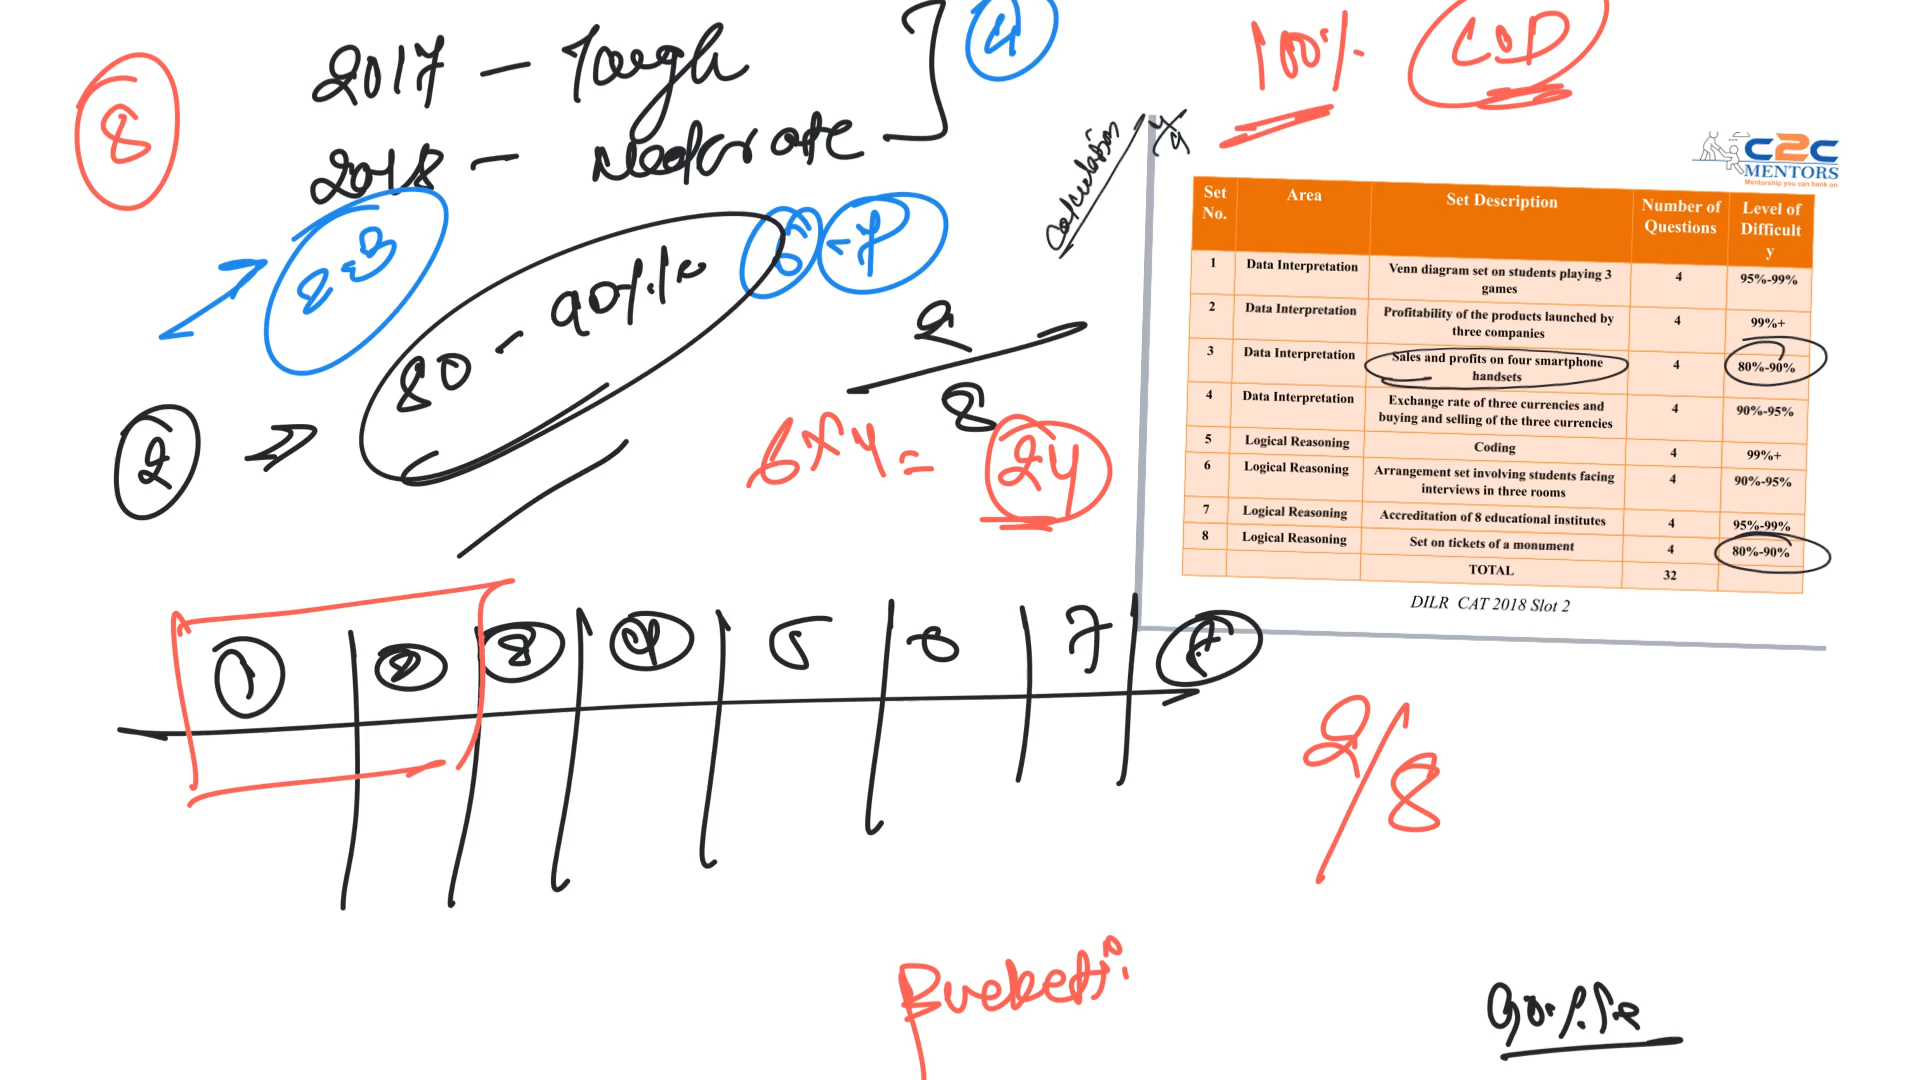 8
2017 - Tough
2018 - Moderate
4
100%
LOD
2-3
80 - 90%le
6-7
2
2
8
6x4 = 24
calculation
1 2 3 4 5 6 7 8
2/8
90%le
C2C
MENTORS
Mentorship you can bank on
Set No. Area Set Description Number of Questions Level of Difficulty
1 Data Interpretation Venn diagram set on students playing 3 games 4 95%-99%
2 Data Interpretation Profitability of the products launched by three companies 4 99%+
3 Data Interpretation Sales and profits on four smartphone handsets 4 80%-90%
4 Data Interpretation Exchange rate of three currencies and buying and selling of the three currencies 4 90%-95%
5 Logical Reasoning Coding 4 99%+
6 Logical Reasoning Arrangement set involving students facing interviews in three rooms 4 90%-95%
7 Logical Reasoning Accreditation of 8 educational institutes 4 95%-99%
8 Logical Reasoning Set on tickets of a monument 4 80%-90%
TOTAL 32
DILR CAT 2018 Slot 2